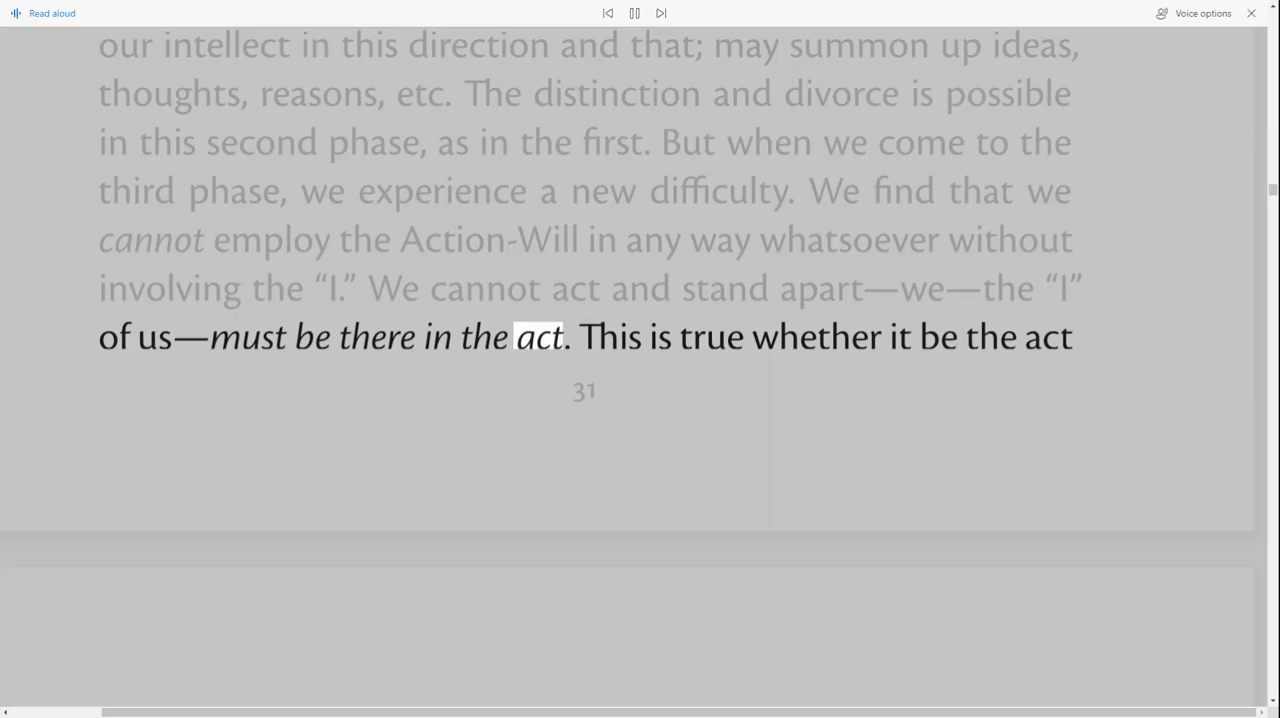 Read aloud
Voice options
our intellect in this direction and that; may summon up ideas,
thoughts, reasons, etc. The distinction and divorce is possible
in this second phase, as in the first. But when we come to the
third phase, we experience a new difficulty. We find that we
cannot employ the Action-Will in any way whatsoever without
involving the “I.” We cannot act and stand apart—we—the “I”
of us—must be there in the act. This is true whether it be the act
31